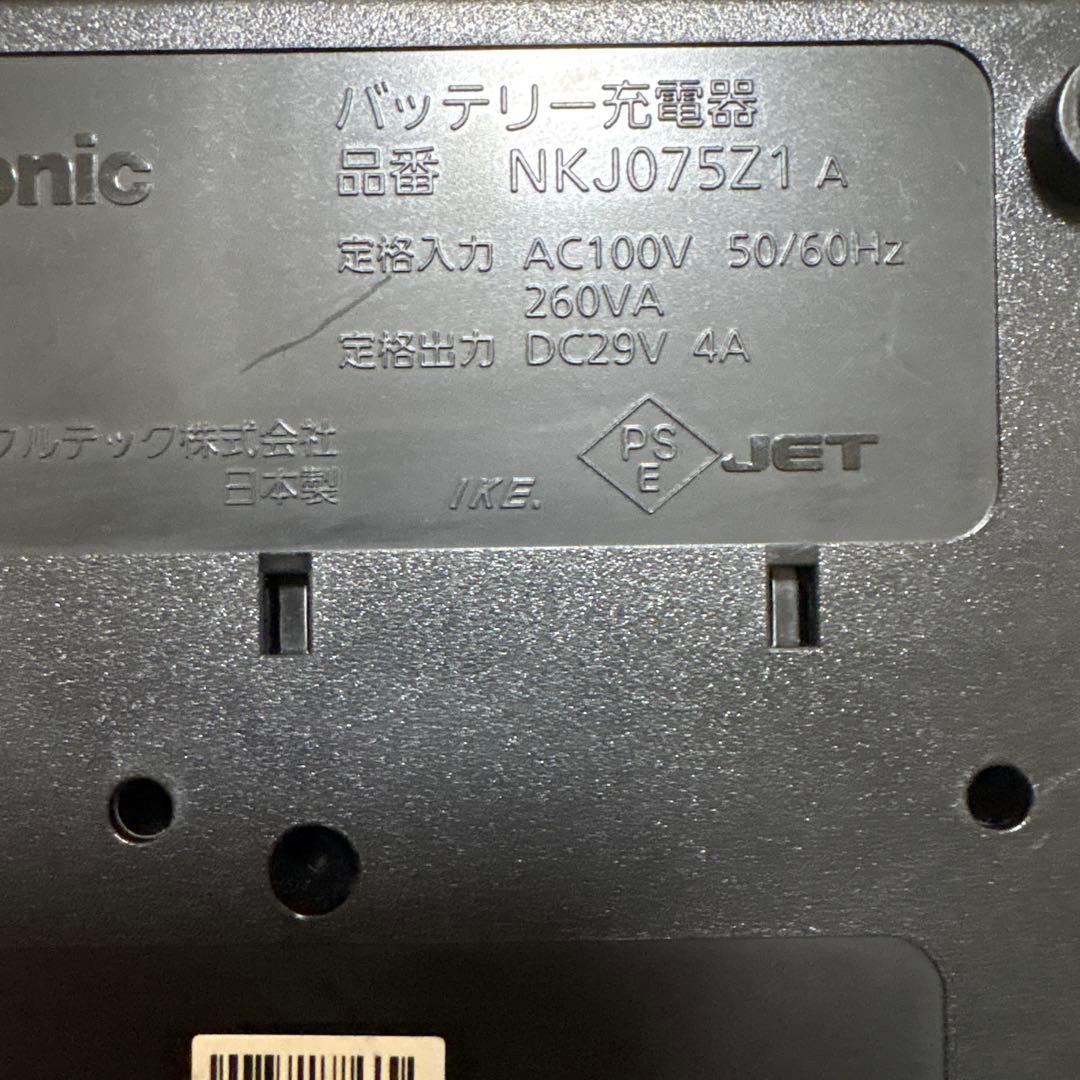 バッテリー充電器
onic
品番 NKJ075Z1 A
定格入力 AC100V 50/60Hz
260VA
定格出力 DC29V 4A
クルテック株式会社
日本製
IKE.
PS
E
JET